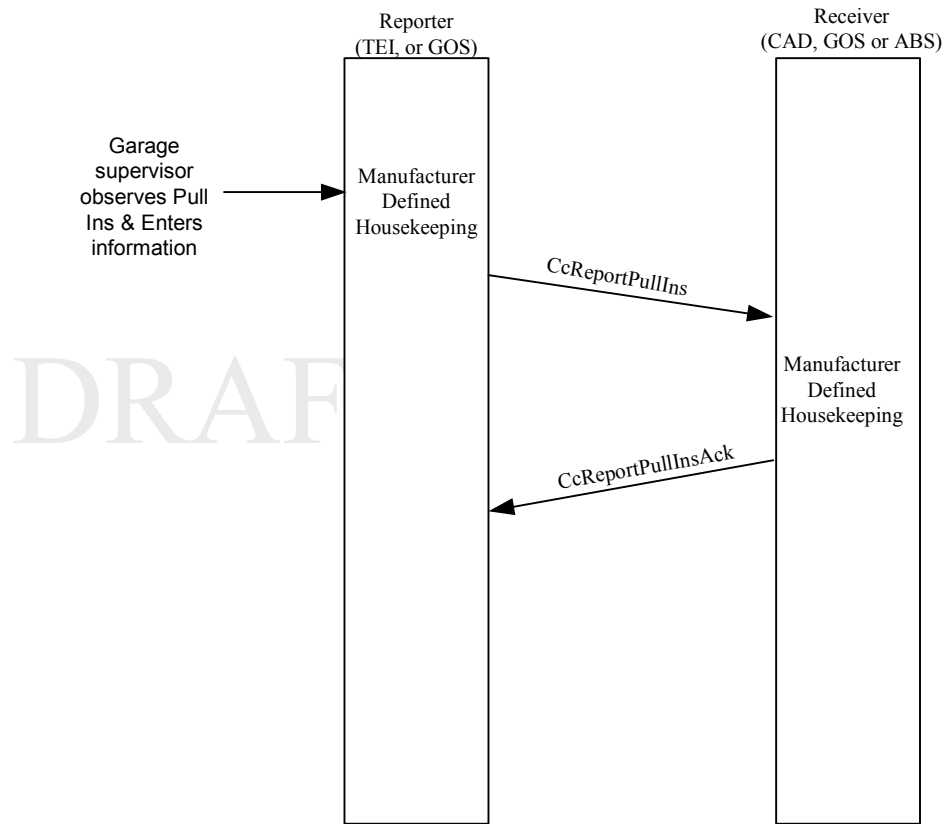 Reporter
(TEI, or GOS)
Receiver
(CAD, GOS or ABS)
Garage
supervisor
observes Pull
Ins & Enters
information
Manufacturer
Defined
Housekeeping
CcReportPullIns
DRAF
Manufacturer
Defined
Housekeeping
CcReportPullInsAck